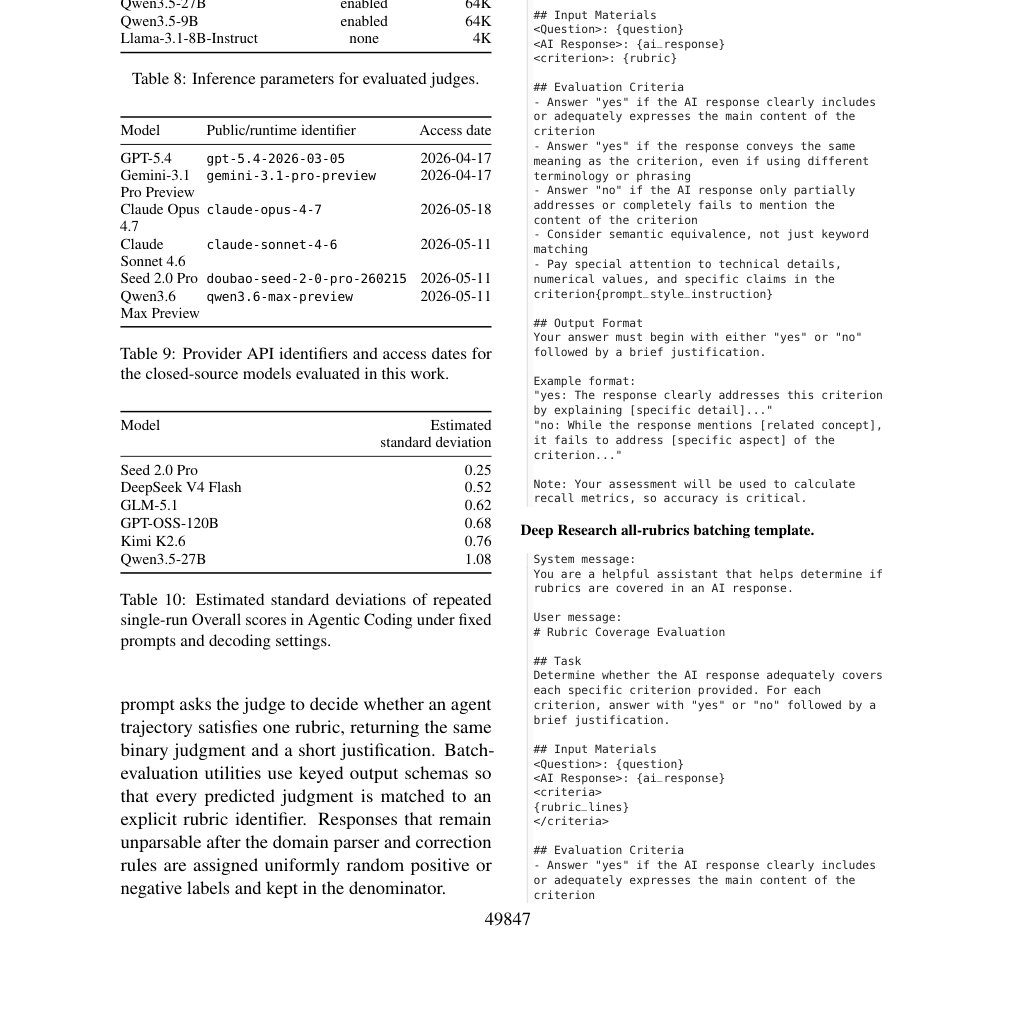 Qwen3.5-27B enabled 64K
Qwen3.5-9B enabled 64K
Llama-3.1-8B-Instruct none 4K
Table 8: Inference parameters for evaluated judges.
Model Public/runtime identifier Access date
GPT-5.4 gpt-5.4-2026-03-05 2026-04-17
Gemini-3.1 gemini-3.1-pro-preview 2026-04-17
Pro Preview
Claude Opus claude-opus-4-7 2026-05-18
4.7
Claude claude-sonnet-4-6 2026-05-11
Sonnet 4.6
Seed 2.0 Pro doubao-seed-2-0-pro-260215 2026-05-11
Qwen3.6 qwen3.6-max-preview 2026-05-11
Max Preview
Table 9: Provider API identifiers and access dates for
the closed-source models evaluated in this work.
Model Estimated
standard deviation
Seed 2.0 Pro 0.25
DeepSeek V4 Flash 0.52
GLM-5.1 0.62
GPT-OSS-120B 0.68
Kimi K2.6 0.76
Qwen3.5-27B 1.08
Table 10: Estimated standard deviations of repeated
single-run Overall scores in Agentic Coding under fixed
prompts and decoding settings.
prompt asks the judge to decide whether an agent
trajectory satisfies one rubric, returning the same
binary judgment and a short justification. Batch-
evaluation utilities use keyed output schemas so
that every predicted judgment is matched to an
explicit rubric identifier. Responses that remain
unparsable after the domain parser and correction
rules are assigned uniformly random positive or
negative labels and kept in the denominator.
## Input Materials
<Question>: {question}
<AI Response>: {ai_response}
<criterion>: {rubric}
## Evaluation Criteria
- Answer "yes" if the AI response clearly includes
or adequately expresses the main content of the
criterion
- Answer "yes" if the response conveys the same
meaning as the criterion, even if using different
terminology or phrasing
- Answer "no" if the AI response only partially
addresses or completely fails to mention the
content of the criterion
- Consider semantic equivalence, not just keyword
matching
- Pay special attention to technical details,
numerical values, and specific claims in the
criterion{prompt_style_instruction}
## Output Format
Your answer must begin with either "yes" or "no"
followed by a brief justification.
Example format:
"yes: The response clearly addresses this criterion
by explaining [specific detail]..."
"no: While the response mentions [related concept],
it fails to address [specific aspect] of the
criterion..."
Note: Your assessment will be used to calculate
recall metrics, so accuracy is critical.
Deep Research all-rubrics batching template.
System message:
You are a helpful assistant that helps determine if
rubrics are covered in an AI response.
User message:
# Rubric Coverage Evaluation
## Task
Determine whether the AI response adequately covers
each specific criterion provided. For each
criterion, answer with "yes" or "no" followed by a
brief justification.
## Input Materials
<Question>: {question}
<AI Response>: {ai_response}
<criteria>
{rubric_lines}
</criteria>
## Evaluation Criteria
- Answer "yes" if the AI response clearly includes
or adequately expresses the main content of the
criterion
49847